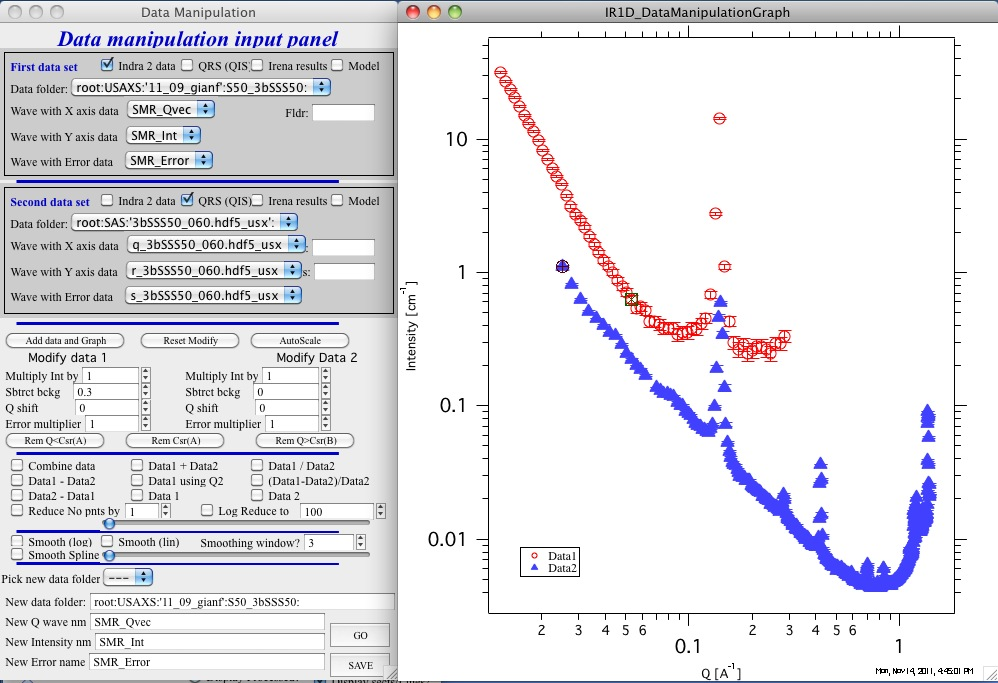 Data Manipulation
Data manipulation input panel
First data set Indra 2 data QRS (QIS) Irena results Model
Data folder: root:USAXS:'11_09_gianf':S50_3bSSS50:
Wave with X axis data SMR_Qvec Fldr:
Wave with Y axis data SMR_Int
Wave with Error data SMR_Error
Second data set Indra 2 data QRS (QIS) Irena results Model
Data folder: root:SAS:'3bSSS50_060.hdf5_usx':
Wave with X axis data q_3bSSS50_060.hdf5_usx :
Wave with Y axis data r_3bSSS50_060.hdf5_usx s:
Wave with Error data s_3bSSS50_060.hdf5_usx
Add data and Graph Reset Modify AutoScale
Modify data 1 Modify Data 2
Multiply Int by 1 Multiply Int by 1
Sbtrct bckg 0.3 Sbtrct bckg 0
Q shift 0 Q shift 0
Error multiplier 1 Error multiplier 1
Rem Q<Csr(A) Rem Csr(A) Rem Q>Csr(B)
Combine data Data1 + Data2 Data1 / Data2
Data1 - Data2 Data1 using Q2 (Data1-Data2)/Data2
Data2 - Data1 Data 1 Data 2
Reduce No pnts by 1 Log Reduce to 100
Smooth (log) Smooth (lin) Smoothing window? 3
Smooth Spline
Pick new data folder ---
New data folder: root:USAXS:'11_09_gianf':S50_3bSSS50:
New Q wave nm SMR_Qvec
New Intensity nm SMR_Int GO
New Error name SMR_Error SAVE
IR1D_DataManipulationGraph
Intensity [cm-1]
10
1
0.1
0.01
Data1
Data2
2 3 4 5 6 0.1 2 3 4 5 6 1
Q [A-1]
Mon, Nov 14, 2011, 4:45:01 PM